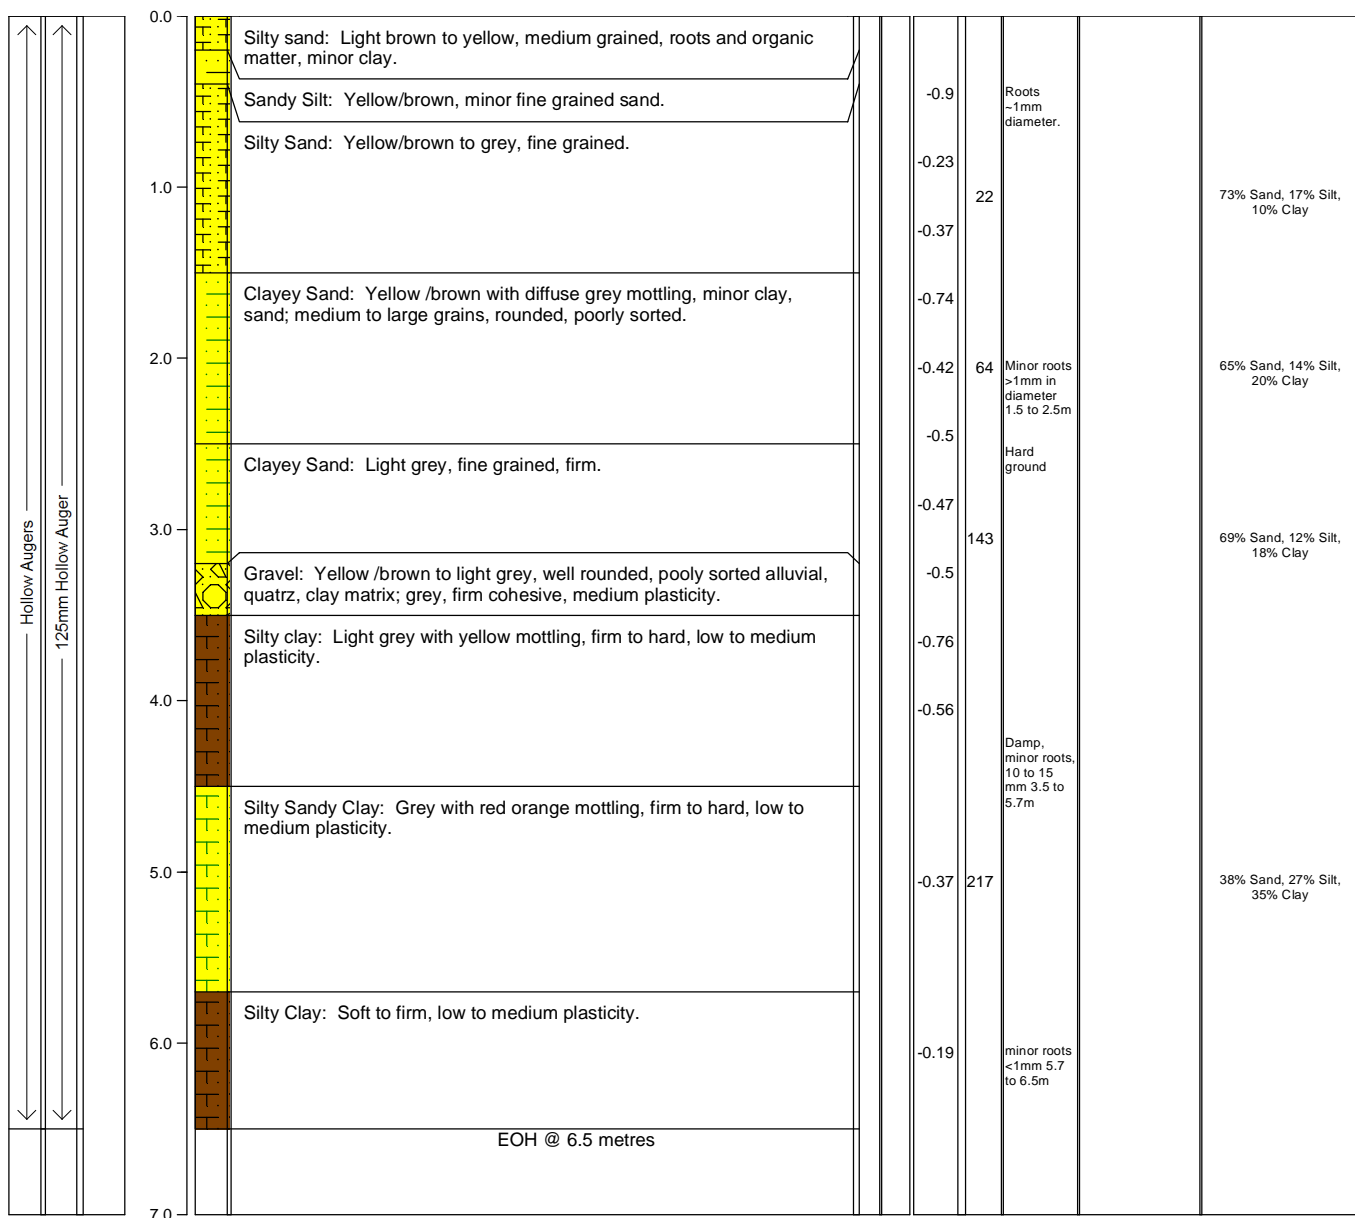 Hollow Augers
125mm Hollow Auger
0.0
1.0
2.0
3.0
4.0
5.0
6.0
7.0
Silty sand: Light brown to yellow, medium grained, roots and organic
matter, minor clay.
Sandy Silt: Yellow/brown, minor fine grained sand.
Silty Sand: Yellow/brown to grey, fine grained.
Clayey Sand: Yellow /brown with diffuse grey mottling, minor clay,
sand; medium to large grains, rounded, poorly sorted.
Clayey Sand: Light grey, fine grained, firm.
Gravel: Yellow /brown to light grey, well rounded, pooly sorted alluvial,
quatrz, clay matrix; grey, firm cohesive, medium plasticity.
Silty clay: Light grey with yellow mottling, firm to hard, low to medium
plasticity.
Silty Sandy Clay: Grey with red orange mottling, firm to hard, low to
medium plasticity.
Silty Clay: Soft to firm, low to medium plasticity.
EOH @ 6.5 metres
-0.9
-0.23
-0.37
-0.74
-0.42
-0.5
-0.47
-0.5
-0.76
-0.56
-0.37
-0.19
22
64
143
217
Roots
~1mm
diameter.
Minor roots
>1mm in
diameter
1.5 to 2.5m
Hard
ground
Damp,
minor roots,
10 to 15
mm 3.5 to
5.7m
minor roots
<1mm 5.7
to 6.5m
73% Sand, 17% Silt,
10% Clay
65% Sand, 14% Silt,
20% Clay
69% Sand, 12% Silt,
18% Clay
38% Sand, 27% Silt,
35% Clay